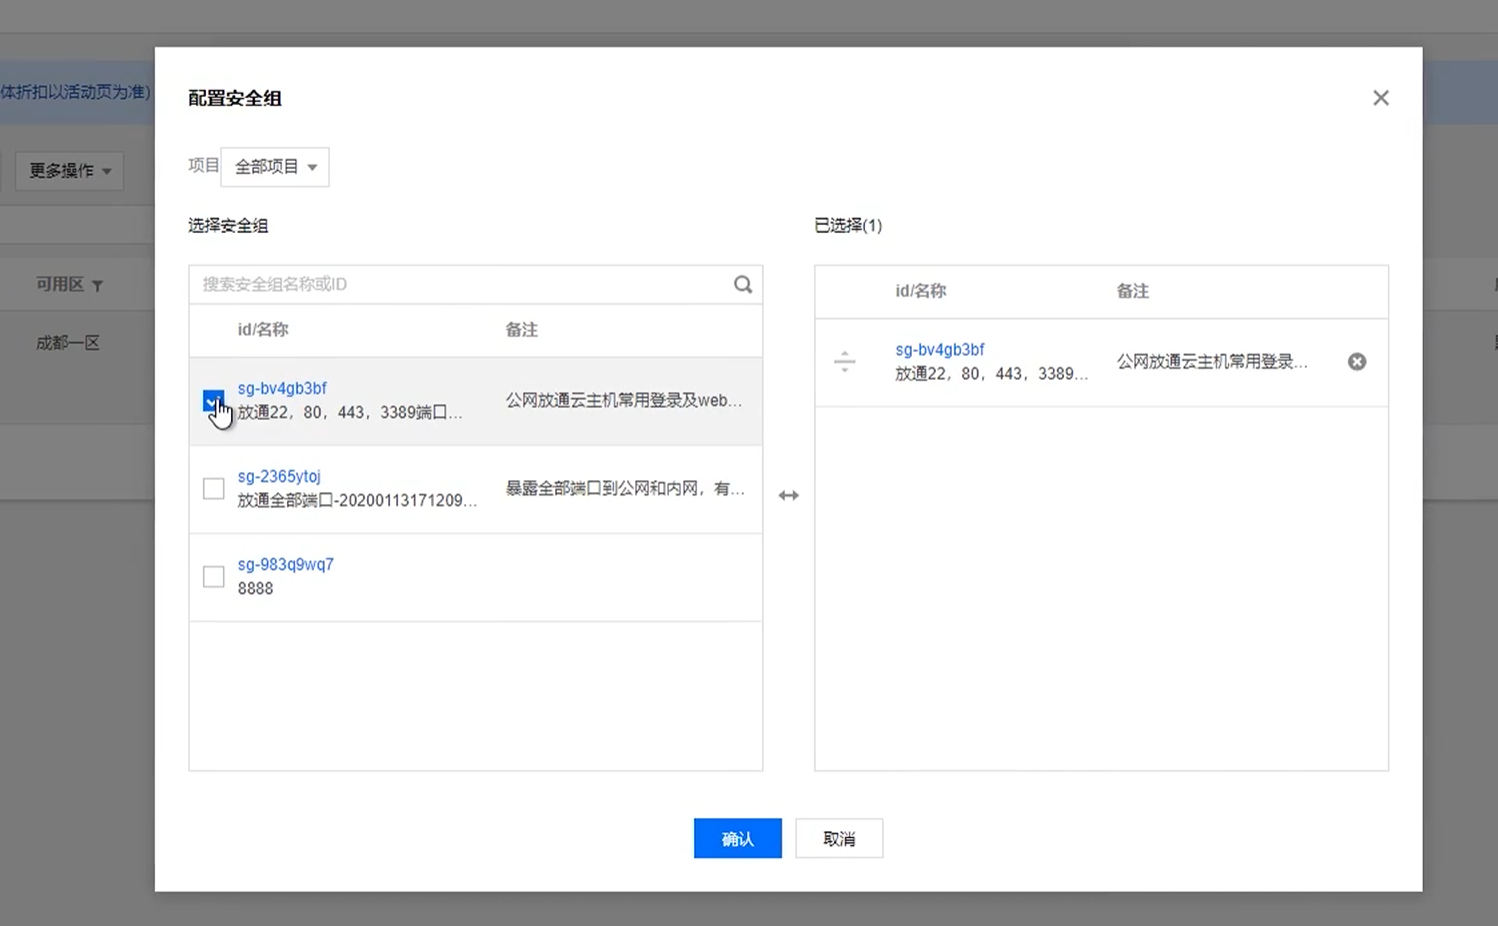 体折扣以活动页为准)
配置安全组
更多操作
项目 全部项目
选择安全组
已选择(1)
搜索安全组名称或ID
id/名称 备注
id/名称 备注
可用区
成都一区
sg-bv4gb3bf
放通22，80，443，3389端口...
公网放通云主机常用登录及web...
sg-2365ytoj
放通全部端口-20200113171209...
暴露全部端口到公网和内网，有...
sg-983q9wq7
8888
sg-bv4gb3bf
放通22，80，443，3389...
公网放通云主机常用登录...
确认
取消